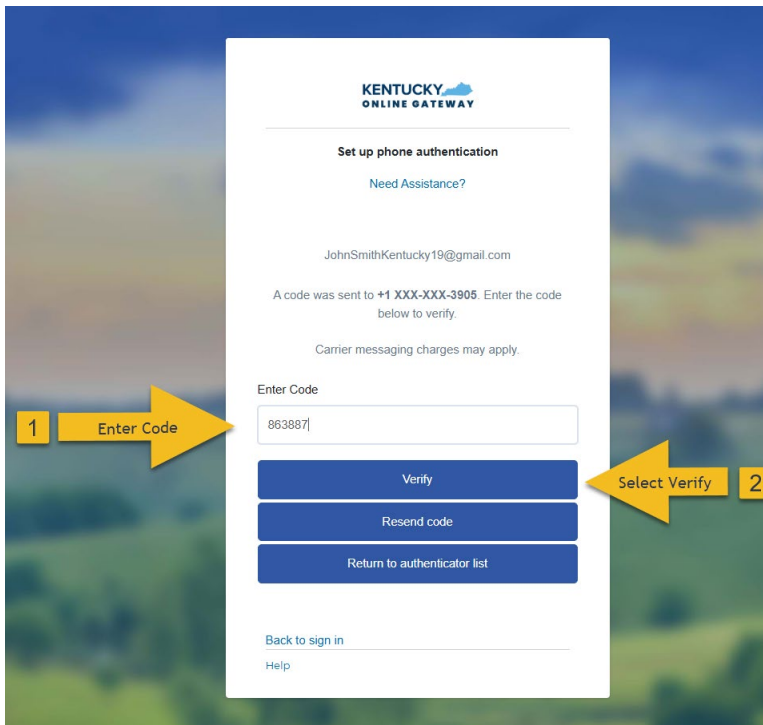 KENTUCKY
ONLINE GATEWAY
Set up phone authentication
Need Assistance?
JohnSmithKentucky19@gmail.com
A code was sent to +1 XXX-XXX-3905. Enter the code
below to verify.
Carrier messaging charges may apply.
Enter Code
1 Enter Code
863887
Verify
Select Verify 2
Resend code
Return to authenticator list
Back to sign in
Help